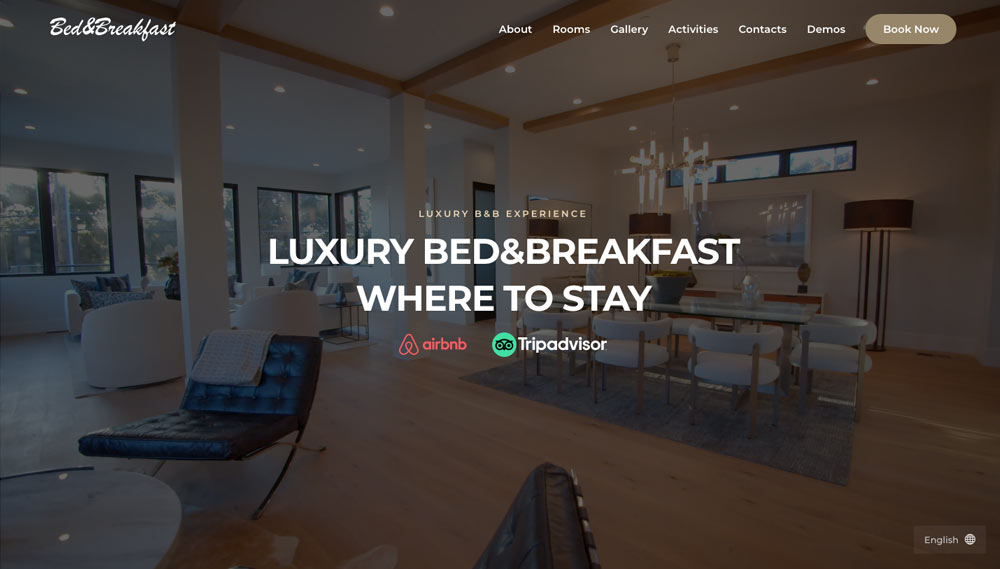 Bed&Breakfast
About
Rooms
Gallery
Activities
Contacts
Demos
Book Now
LUXURY B&B EXPERIENCE
LUXURY BED&BREAKFAST
WHERE TO STAY
airbnb
Tripadvisor
English